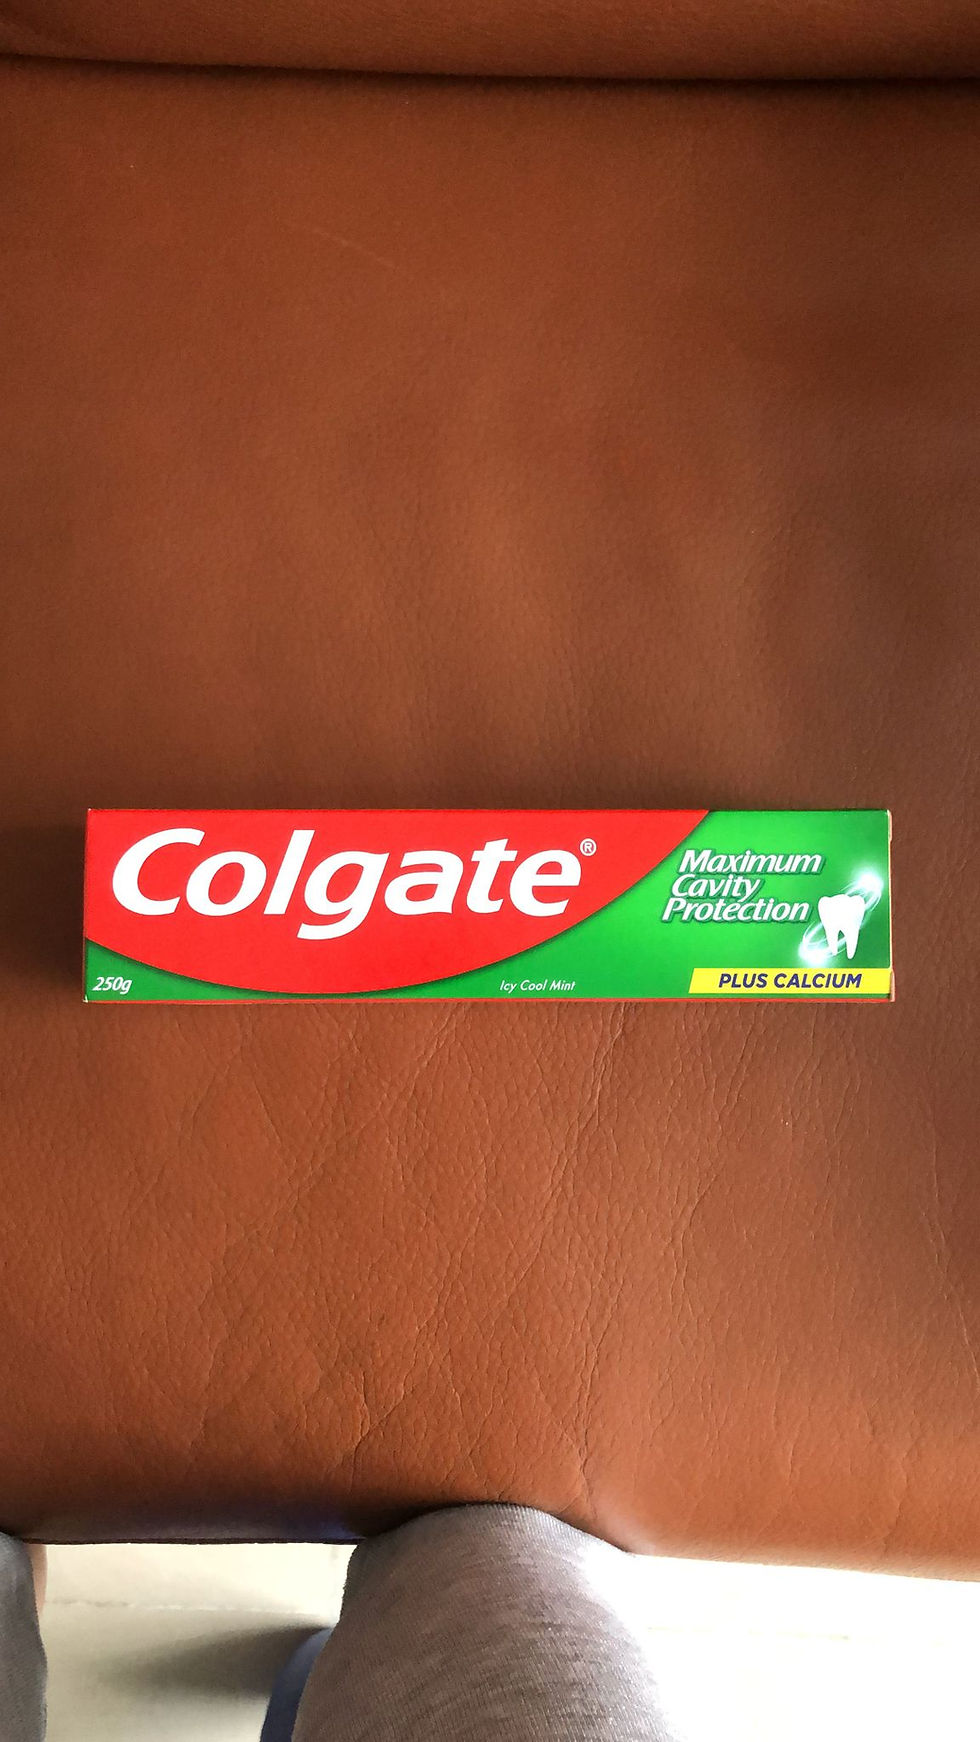 Colgate®
Maximum
Cavity
Protection
250g
Icy Cool Mint
PLUS CALCIUM